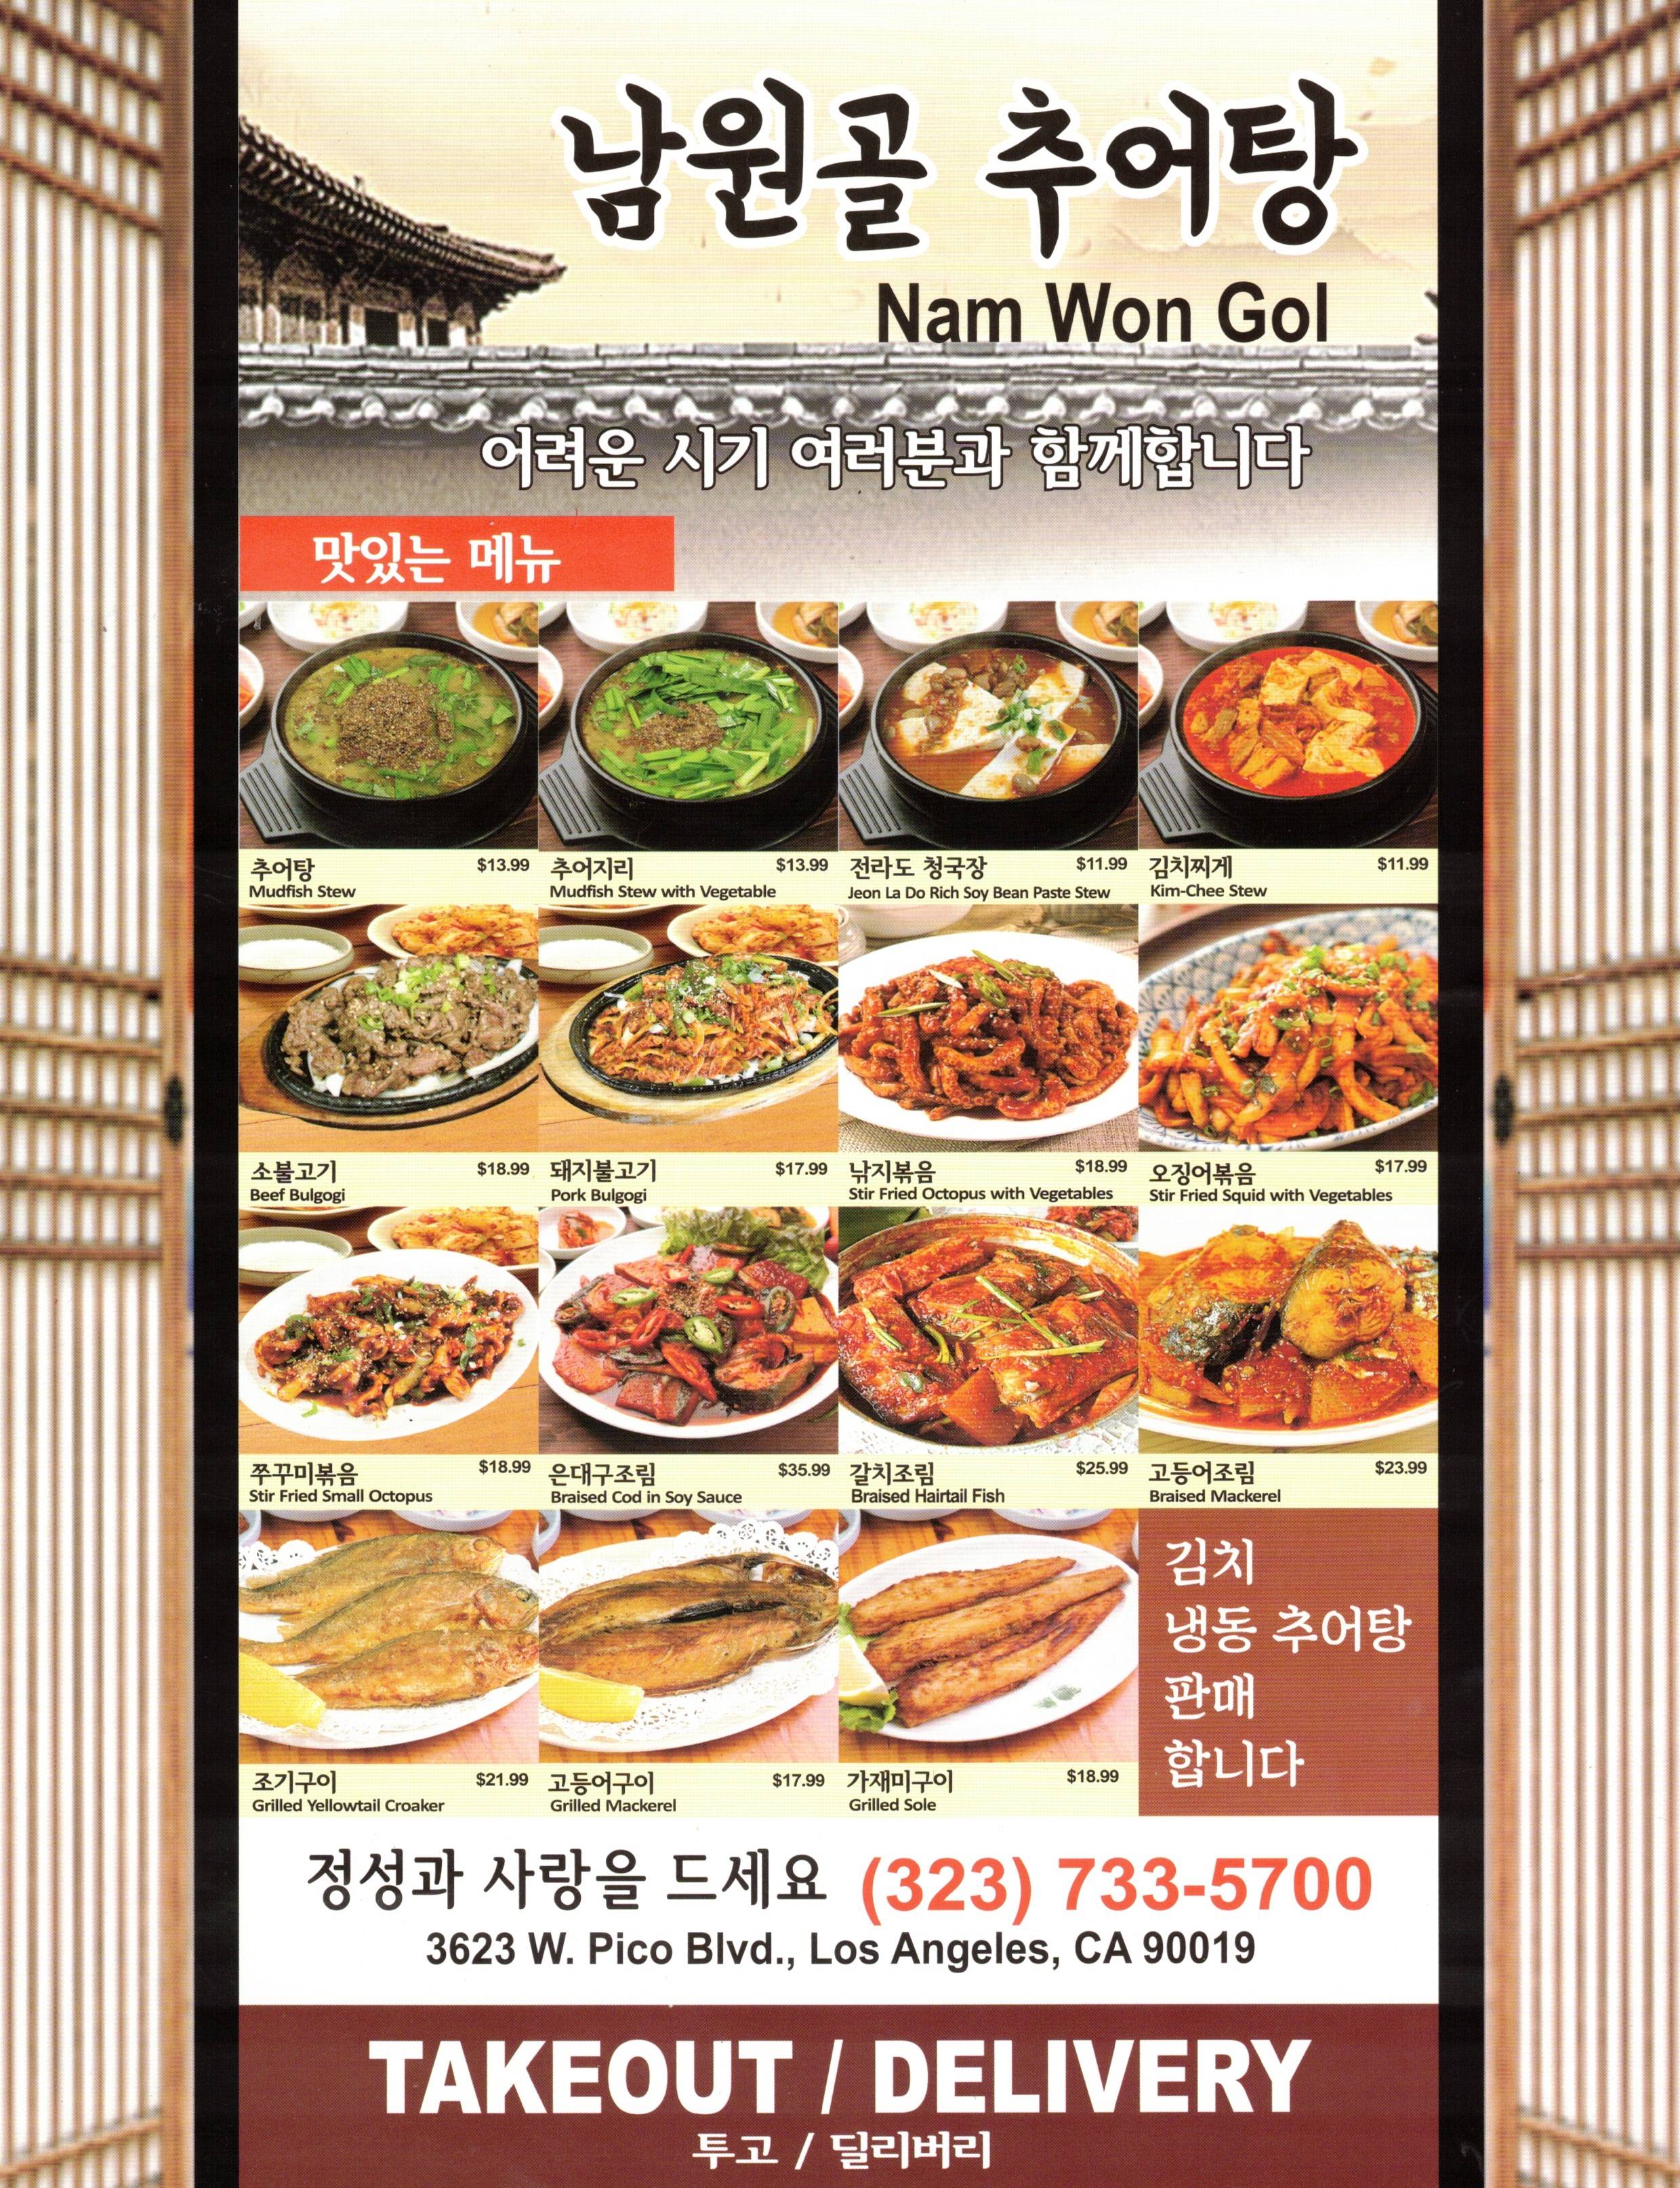 남원골 추어탕
Nam Won Gol
어려운 시기 여러분과 함께합니다
맛있는 메뉴
추어탕 $13.99
Mudfish Stew
추어지리 $13.99
Mudfish Stew with Vegetable
전라도 청국장 $11.99
Jeon La Do Rich Soy Bean Paste Stew
김치찌게 $11.99
Kim-Chee Stew
소불고기 $18.99
Beef Bulgogi
돼지불고기 $17.99
Pork Bulgogi
낚지볶음 $18.99
Stir Fried Octopus with Vegetables
오징어볶음 $17.99
Stir Fried Squid with Vegetables
쭈꾸미볶음 $18.99
Stir Fried Small Octopus
은대구조림 $35.99
Braised Cod in Soy Sauce
갈치조림 $25.99
Braised Hairtail Fish
고등어조림 $23.99
Braised Mackerel
조기구이 $21.99
Grilled Yellowtail Croaker
고등어구이 $17.99
Grilled Mackerel
가재미구이 $18.99
Grilled Sole
김치
냉동 추어탕
판매
합니다
정성과 사랑을 드세요 (323) 733-5700
3623 W. Pico Blvd., Los Angeles, CA 90019
TAKEOUT / DELIVERY
투고 / 딜리버리